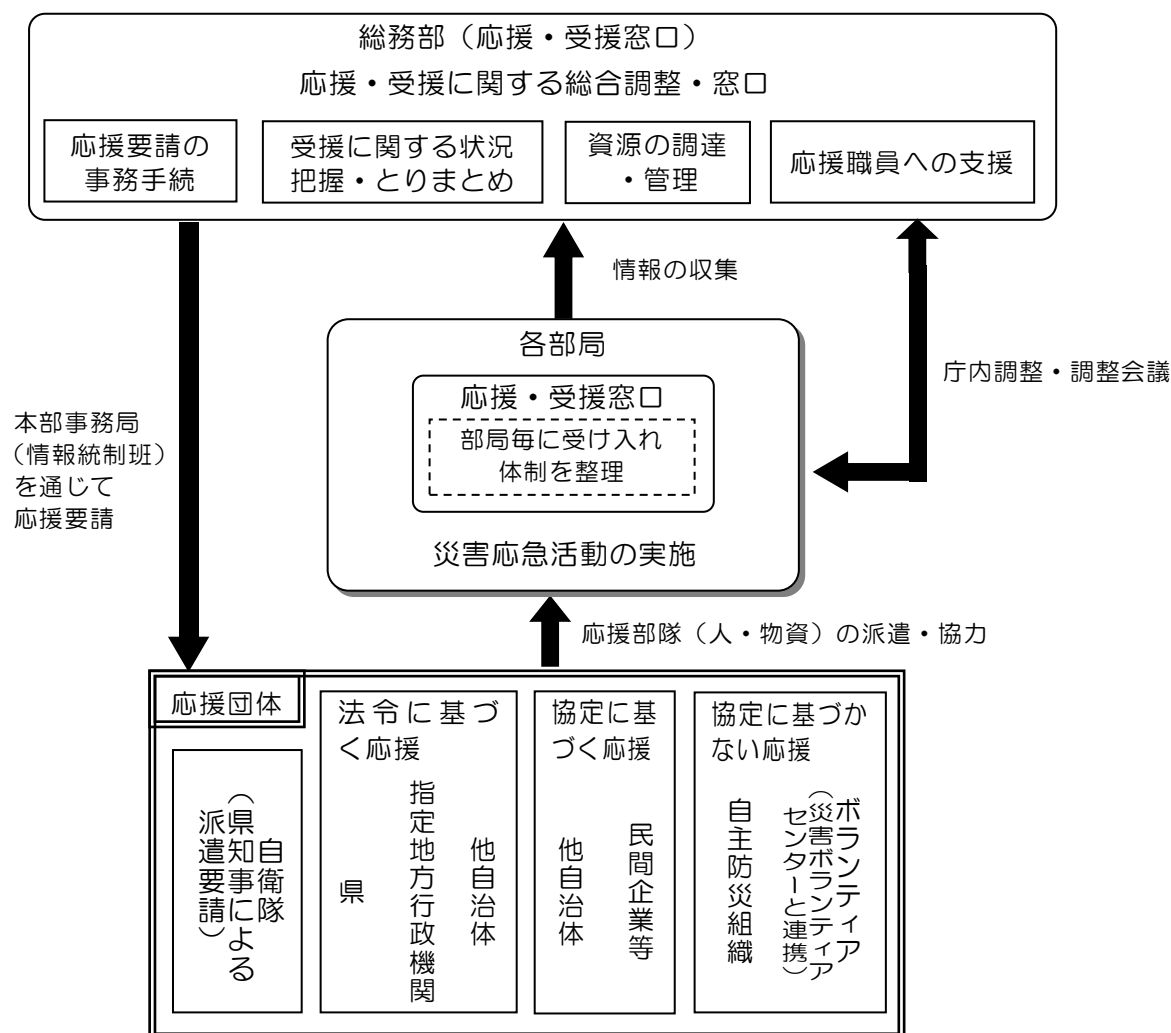 総務部（応援・受援窓口）
応援・受援に関する総合調整・窓口
応援要請の
事務手続
受援に関する状況
把握・とりまとめ
資源の調達
・管理
応援職員への支援
情報の収集
各部局
応援・受援窓口
部局毎に受け入れ
体制を整理
災害応急活動の実施
庁内調整・調整会議
本部事務局
（情報統制班）
を通じて
応援要請
応援部隊（人・物資）の派遣・協力
応援団体
自衛隊
（県知事による
派遣要請）
法令に基づ
く応援
県
指定地方行政機関
他自治体
協定に基
づく応援
他自治体
民間企業等
協定に基づか
ない応援
自主防災組織
ボランティア
（災害ボランティア
センターと連携）